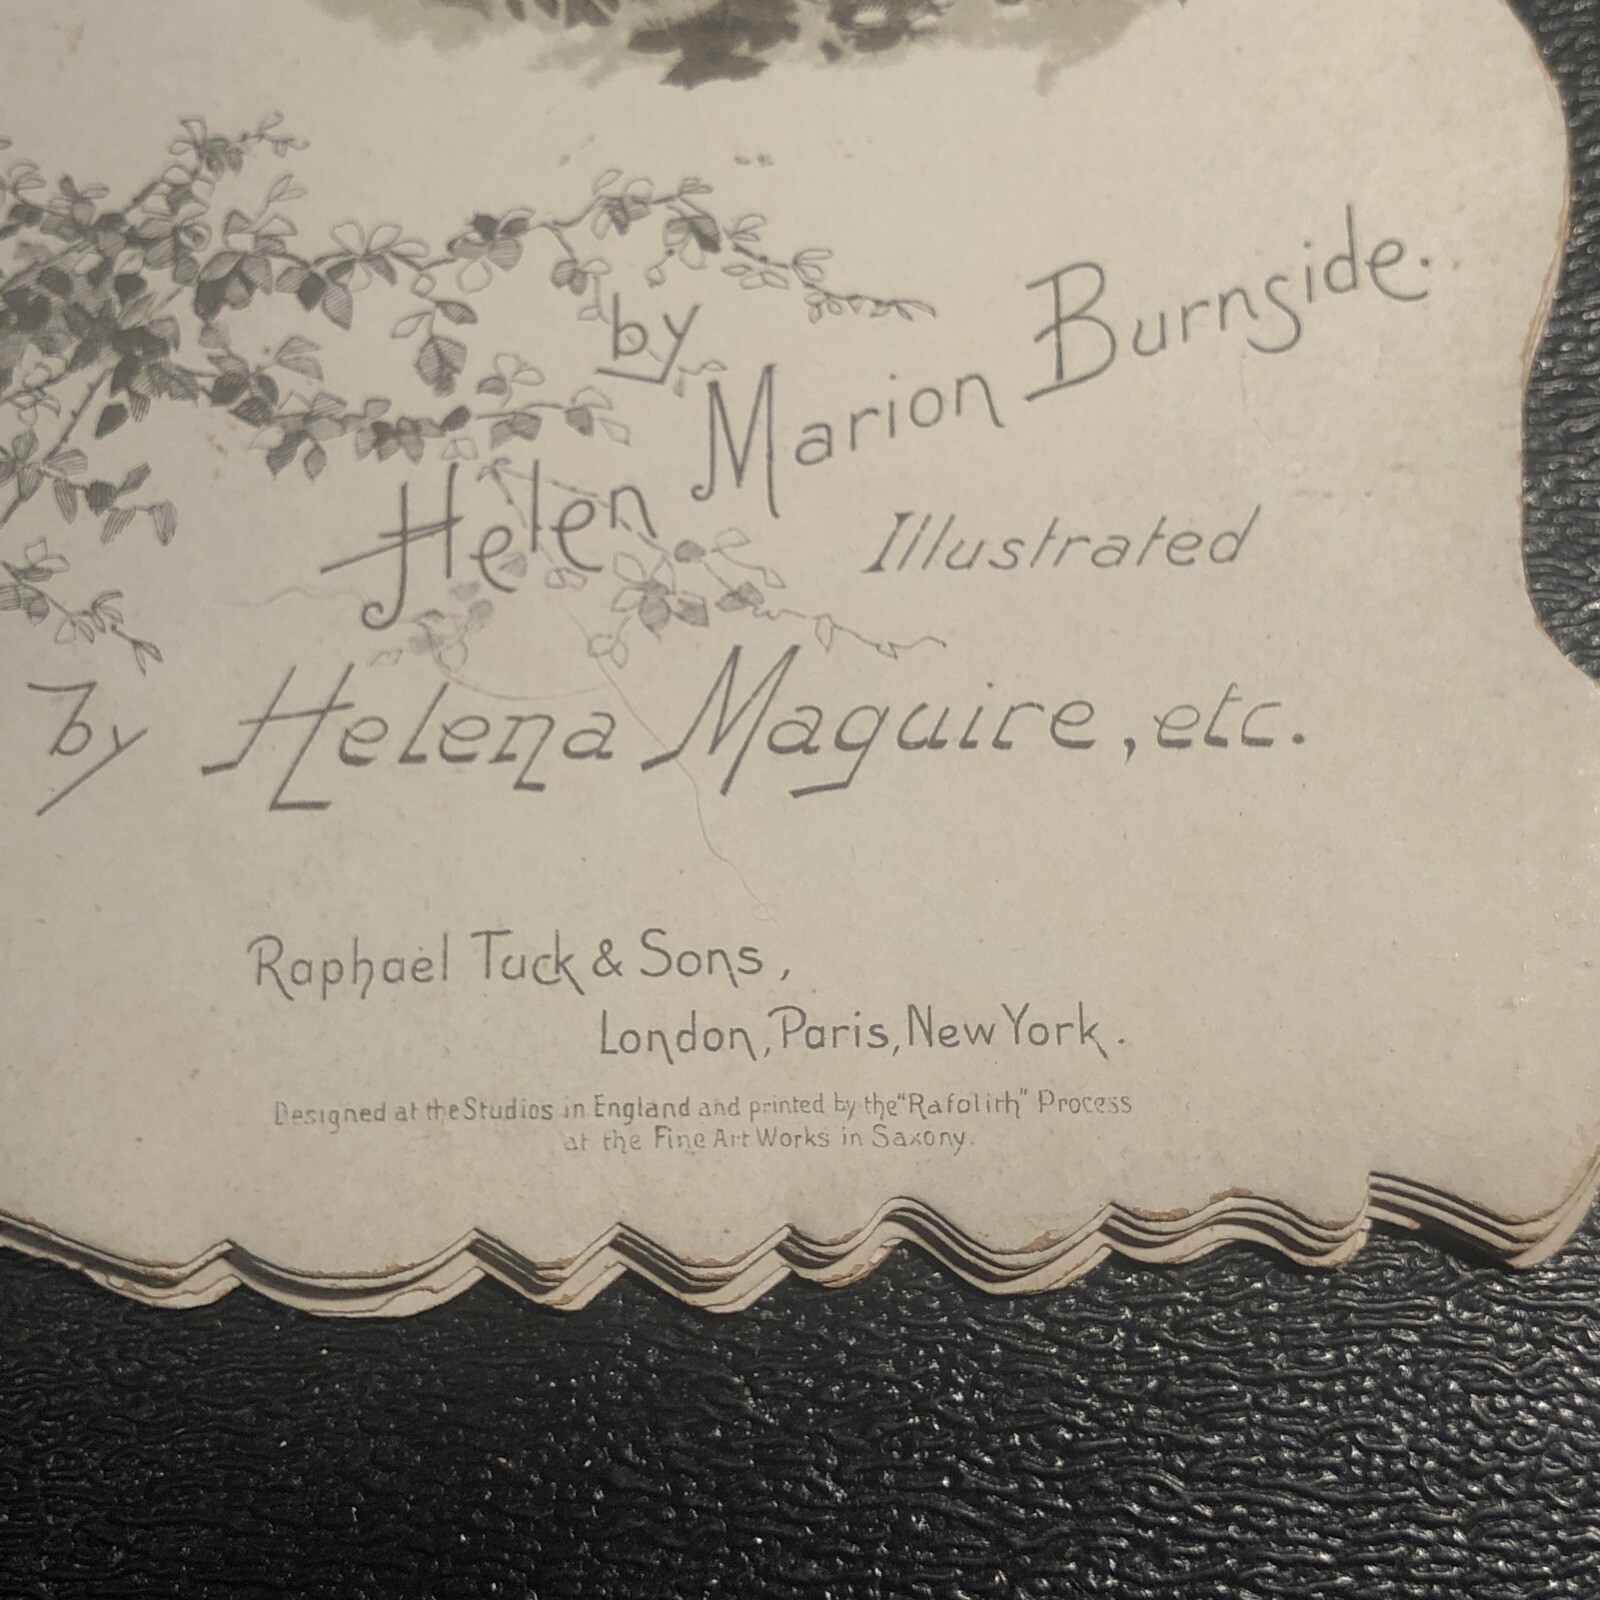 by
Helen Marion Burnside.
Illustrated
by Helena Maguire, etc.
Raphael Tuck & Sons,
London, Paris, New York.
Designed at the Studios in England and printed by the "Rafolith" Process
at the Fine Art Works in Saxony.